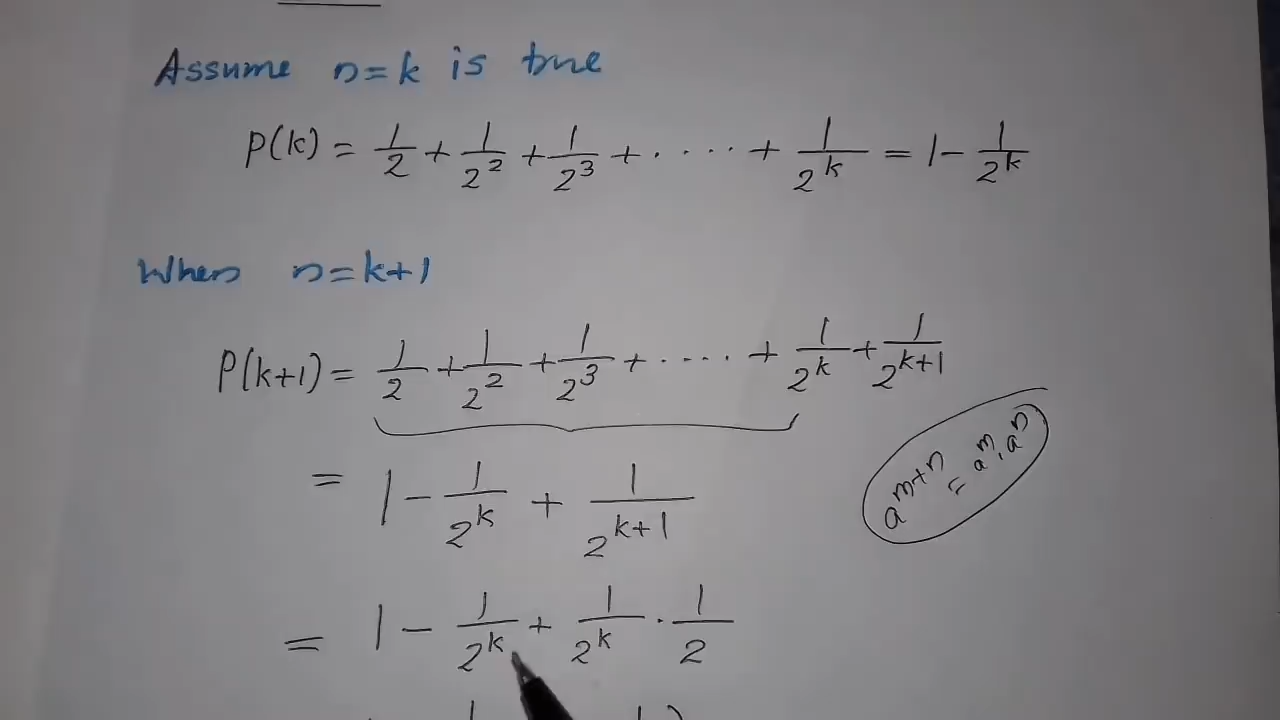 Assume n=k is true
P(k) = 1/2 + 1/2^2 + 1/2^3 + ..... + 1/2^k = 1 - 1/2^k
When n=k+1
P(k+1) = 1/2 + 1/2^2 + 1/2^3 + ..... + 1/2^k + 1/2^(k+1)
a^(m+n) = a^m . a^n
= 1 - 1/2^k + 1/2^(k+1)
= 1 - 1/2^k + 1/2^k . 1/2